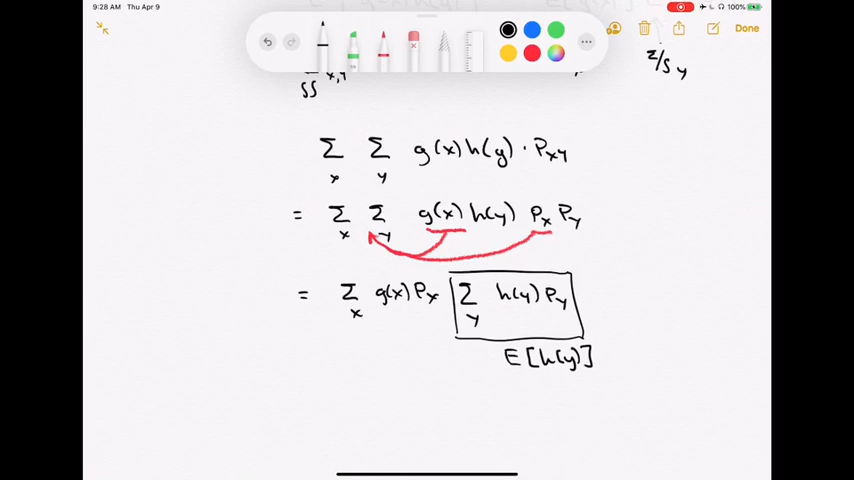 9:28 AM Thu Apr 9
100%
Done
x,y
∫∫
Σ/∫ y
Σ Σ g(x)h(y) · Pxy
x y
= Σ Σ g(x)h(y) Px Py
x y
= Σ g(x)Px Σ h(y)Py
x y
E[h(y)]